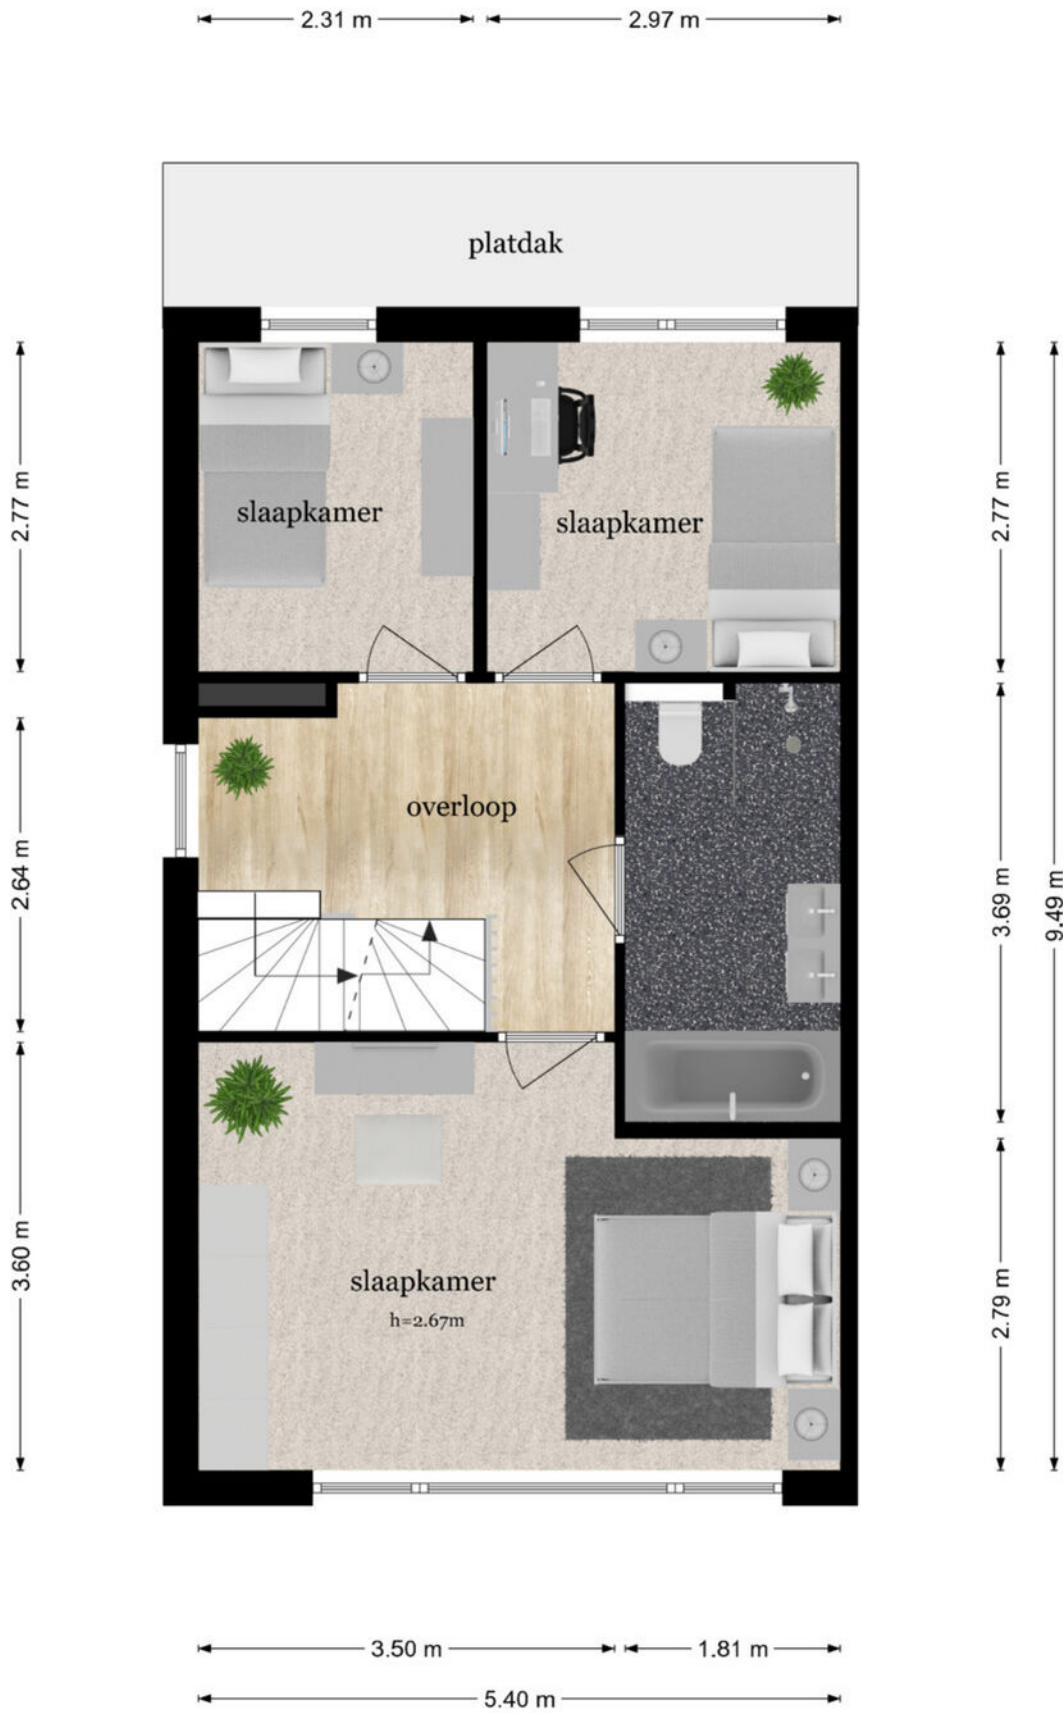 2.31 m
2.97 m
platdak
2.77 m
slaapkamer
slaapkamer
2.77 m
overloop
2.64 m
3.69 m
9.49 m
3.60 m
slaapkamer
h=2.67m
2.79 m
3.50 m
1.81 m
5.40 m